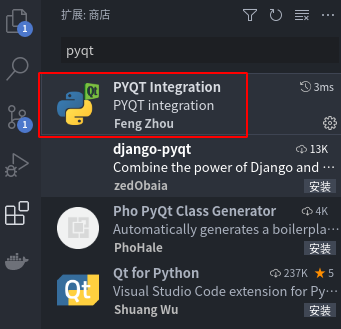 扩展: 商店
1
pyqt
Qt
PYQT Integration
3ms
PYQT integration
Feng Zhou
1
django-pyqt
13K
Combine the power of Django and ...
zedObaia
安装
Pho PyQt Class Generator
4K
Automatically generates a boilerpla...
PhoHale
安装
Qt
Qt for Python
237K
5
Visual Studio Code extension for Py...
Shuang Wu
安装